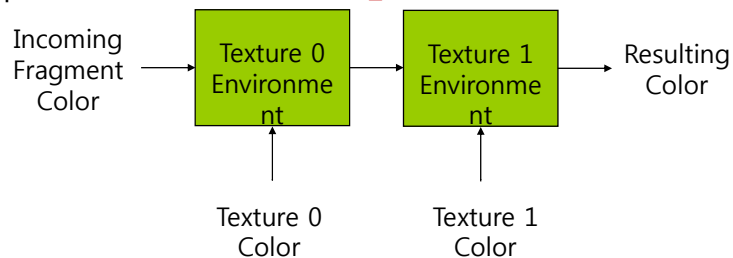 Incoming
Fragment
Color
Texture 0
Environme
nt
Texture 1
Environme
nt
Resulting
Color
Texture 0
Color
Texture 1
Color